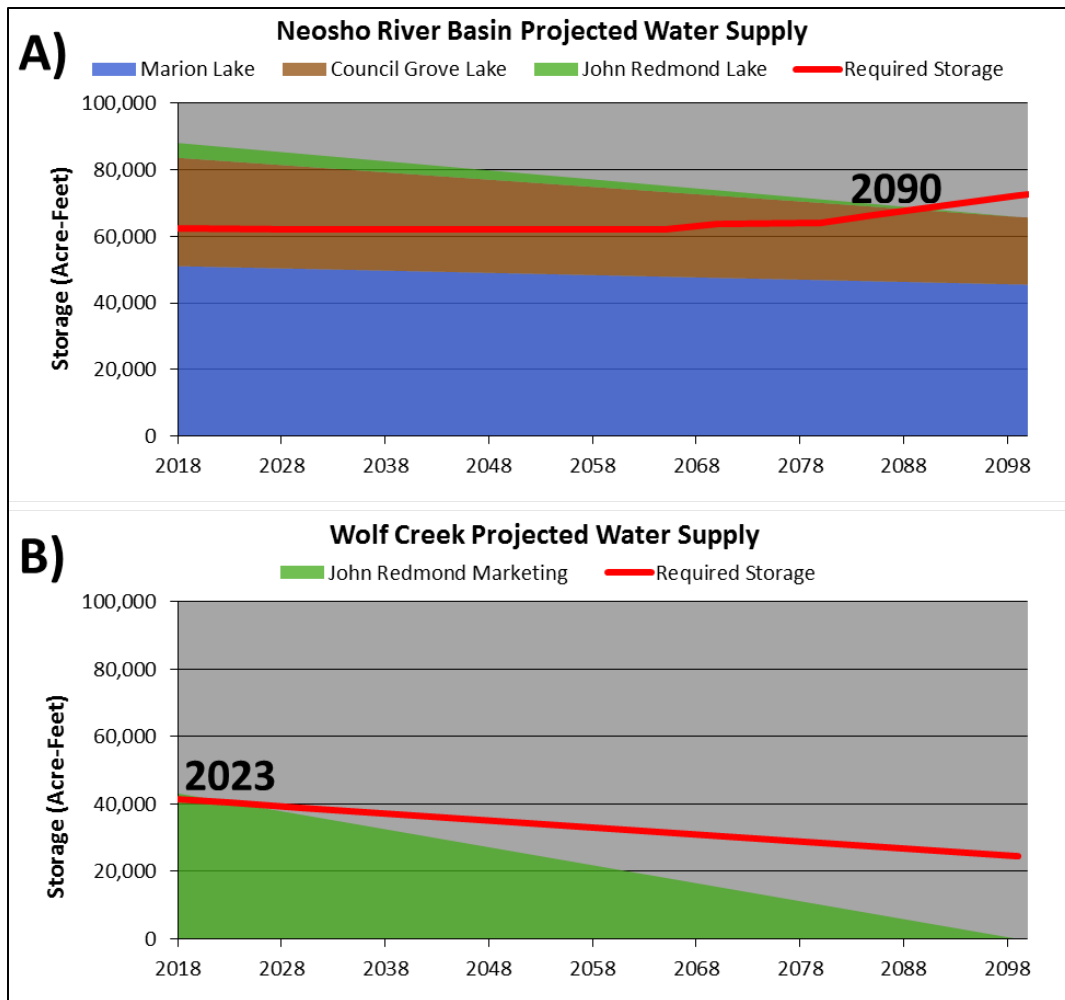 A)
Neosho River Basin Projected Water Supply
Marion Lake Council Grove Lake John Redmond Lake Required Storage
Storage (Acre-Feet)
100,000
80,000
60,000
40,000
20,000
0
2090
2018 2028 2038 2048 2058 2068 2078 2088 2098
B)
Wolf Creek Projected Water Supply
John Redmond Marketing Required Storage
Storage (Acre-Feet)
100,000
80,000
60,000
40,000
20,000
0
2023
2018 2028 2038 2048 2058 2068 2078 2088 2098